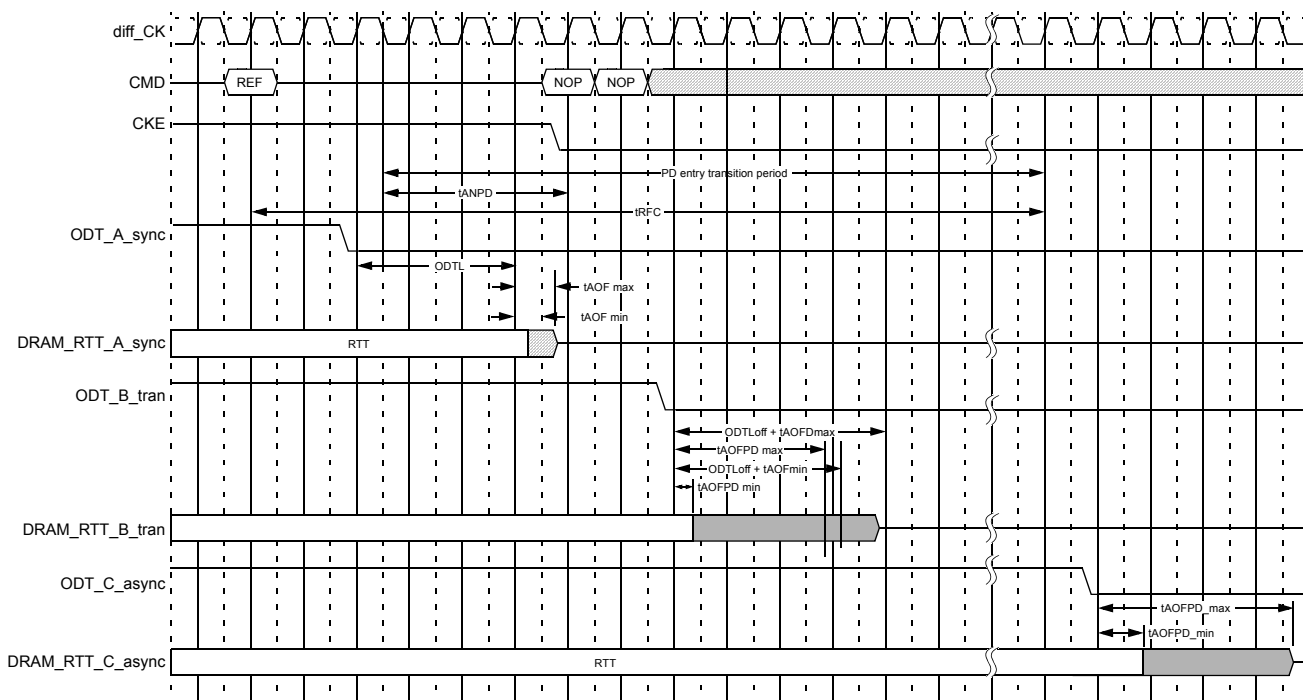 diff_CK
CMD
REF
NOP
NOP
CKE
PD entry transition period
tANPD
tRFC
ODT_A_sync
ODTL
tAOF max
tAOF min
DRAM_RTT_A_sync
RTT
ODT_B_tran
ODTLoff + tAOFDmax
tAOFPD max
ODTLoff + tAOFmin
tAOFPD min
DRAM_RTT_B_tran
ODT_C_async
tAOFPD_max
tAOFPD_min
DRAM_RTT_C_async
RTT